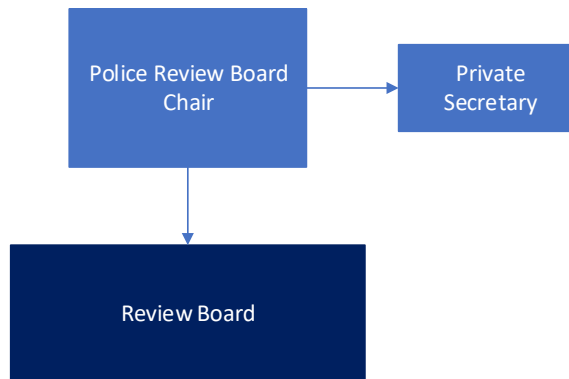 Police Review Board
Chair
Private
Secretary
Review Board